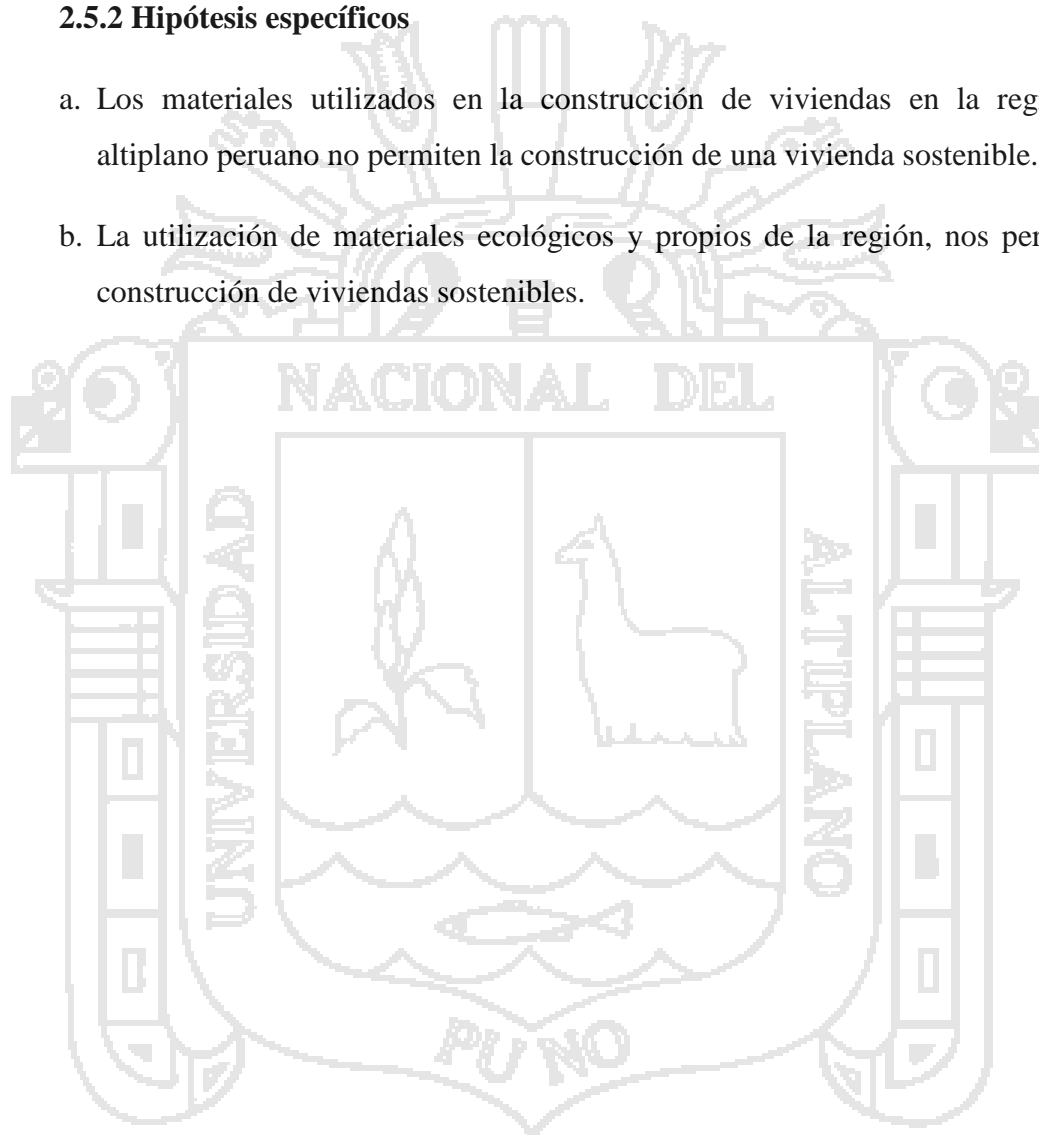 2.5.2 Hipótesis específicos
a. Los materiales utilizados en la construcción de viviendas en la
altiplano peruano no permiten la construcción de una vivienda sostenible.
b. La utilización de materiales ecológicos y propios de la región, nos
construcción de viviendas sostenibles.
NACIONAL DEL
UNIVERSIDAD
ALTIPLANO
PUNO